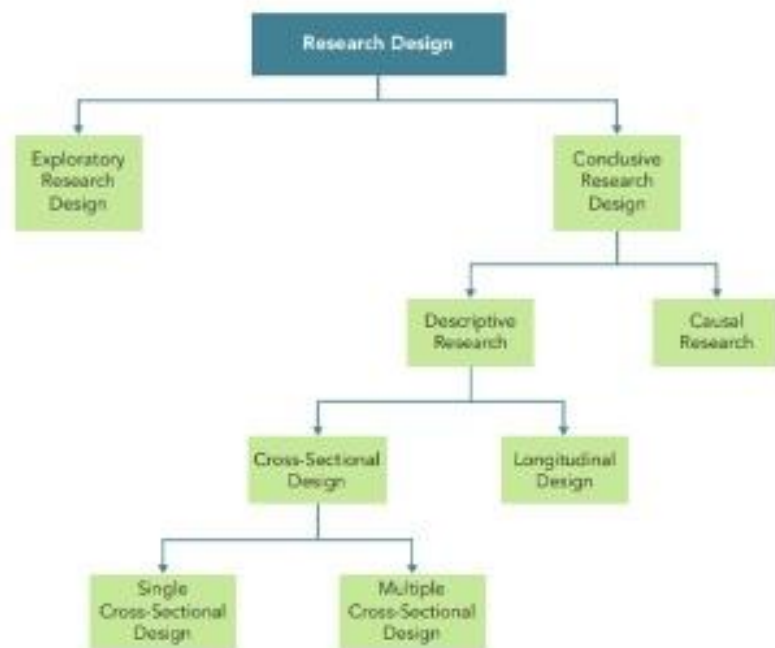 Research Design
Exploratory
Research
Design
Conclusive
Research
Design
Descriptive
Research
Causal
Research
Cross-Sectional
Design
Longitudinal
Design
Single
Cross-Sectional
Design
Multiple
Cross-Sectional
Design